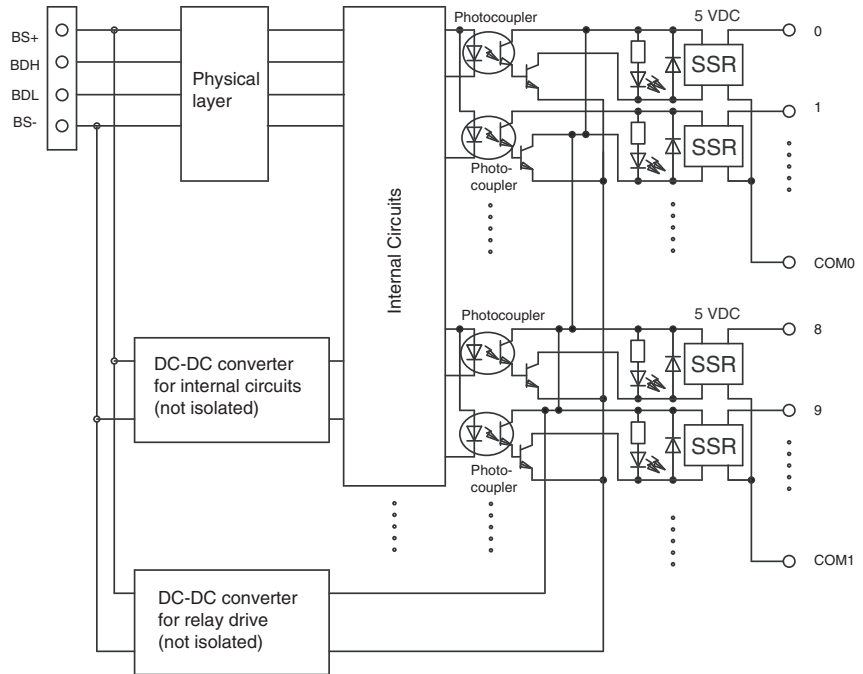 BS+
BDH
BDL
BS-
Physical
layer
Internal Circuits
Photocoupler
5 VDC
SSR
0
SSR
1
Photo-
coupler
COM0
Photocoupler
5 VDC
SSR
8
SSR
9
Photo-
coupler
COM1
DC-DC converter
for internal circuits
(not isolated)
DC-DC converter
for relay drive
(not isolated)